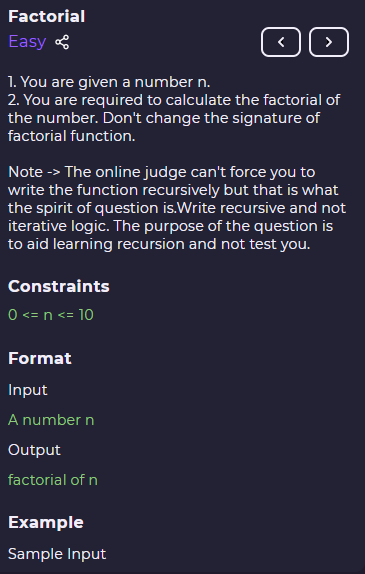 Factorial
Easy
1. You are given a number n.
2. You are required to calculate the factorial of
the number. Don't change the signature of
factorial function.
Note -> The online judge can't force you to
write the function recursively but that is what
the spirit of question is.Write recursive and not
iterative logic. The purpose of the question is
to aid learning recursion and not test you.
Constraints
0 <= n <= 10
Format
Input
A number n
Output
factorial of n
Example
Sample Input